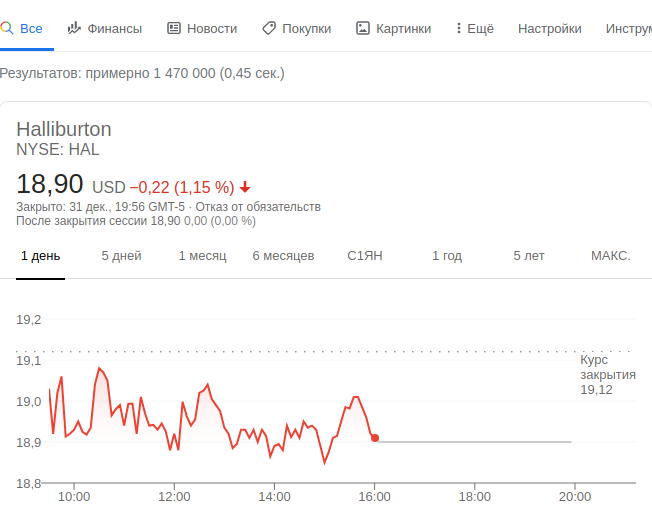 Все Финансы Новости Покупки Картинки Ещё Настройки Инструм
Результатов: примерно 1 470 000 (0,45 сек.)
Halliburton
NYSE: HAL
18,90 USD −0,22 (1,15 %)
Закрыто: 31 дек., 19:56 GMT-5 · Отказ от обязательств
После закрытия сессии 18,90 0,00 (0,00 %)
1 день 5 дней 1 месяц 6 месяцев С1ЯН 1 год 5 лет МАКС.
19,2
19,1
19,0
18,9
18,8
Курс
закрытия
19,12
10:00 12:00 14:00 16:00 18:00 20:00